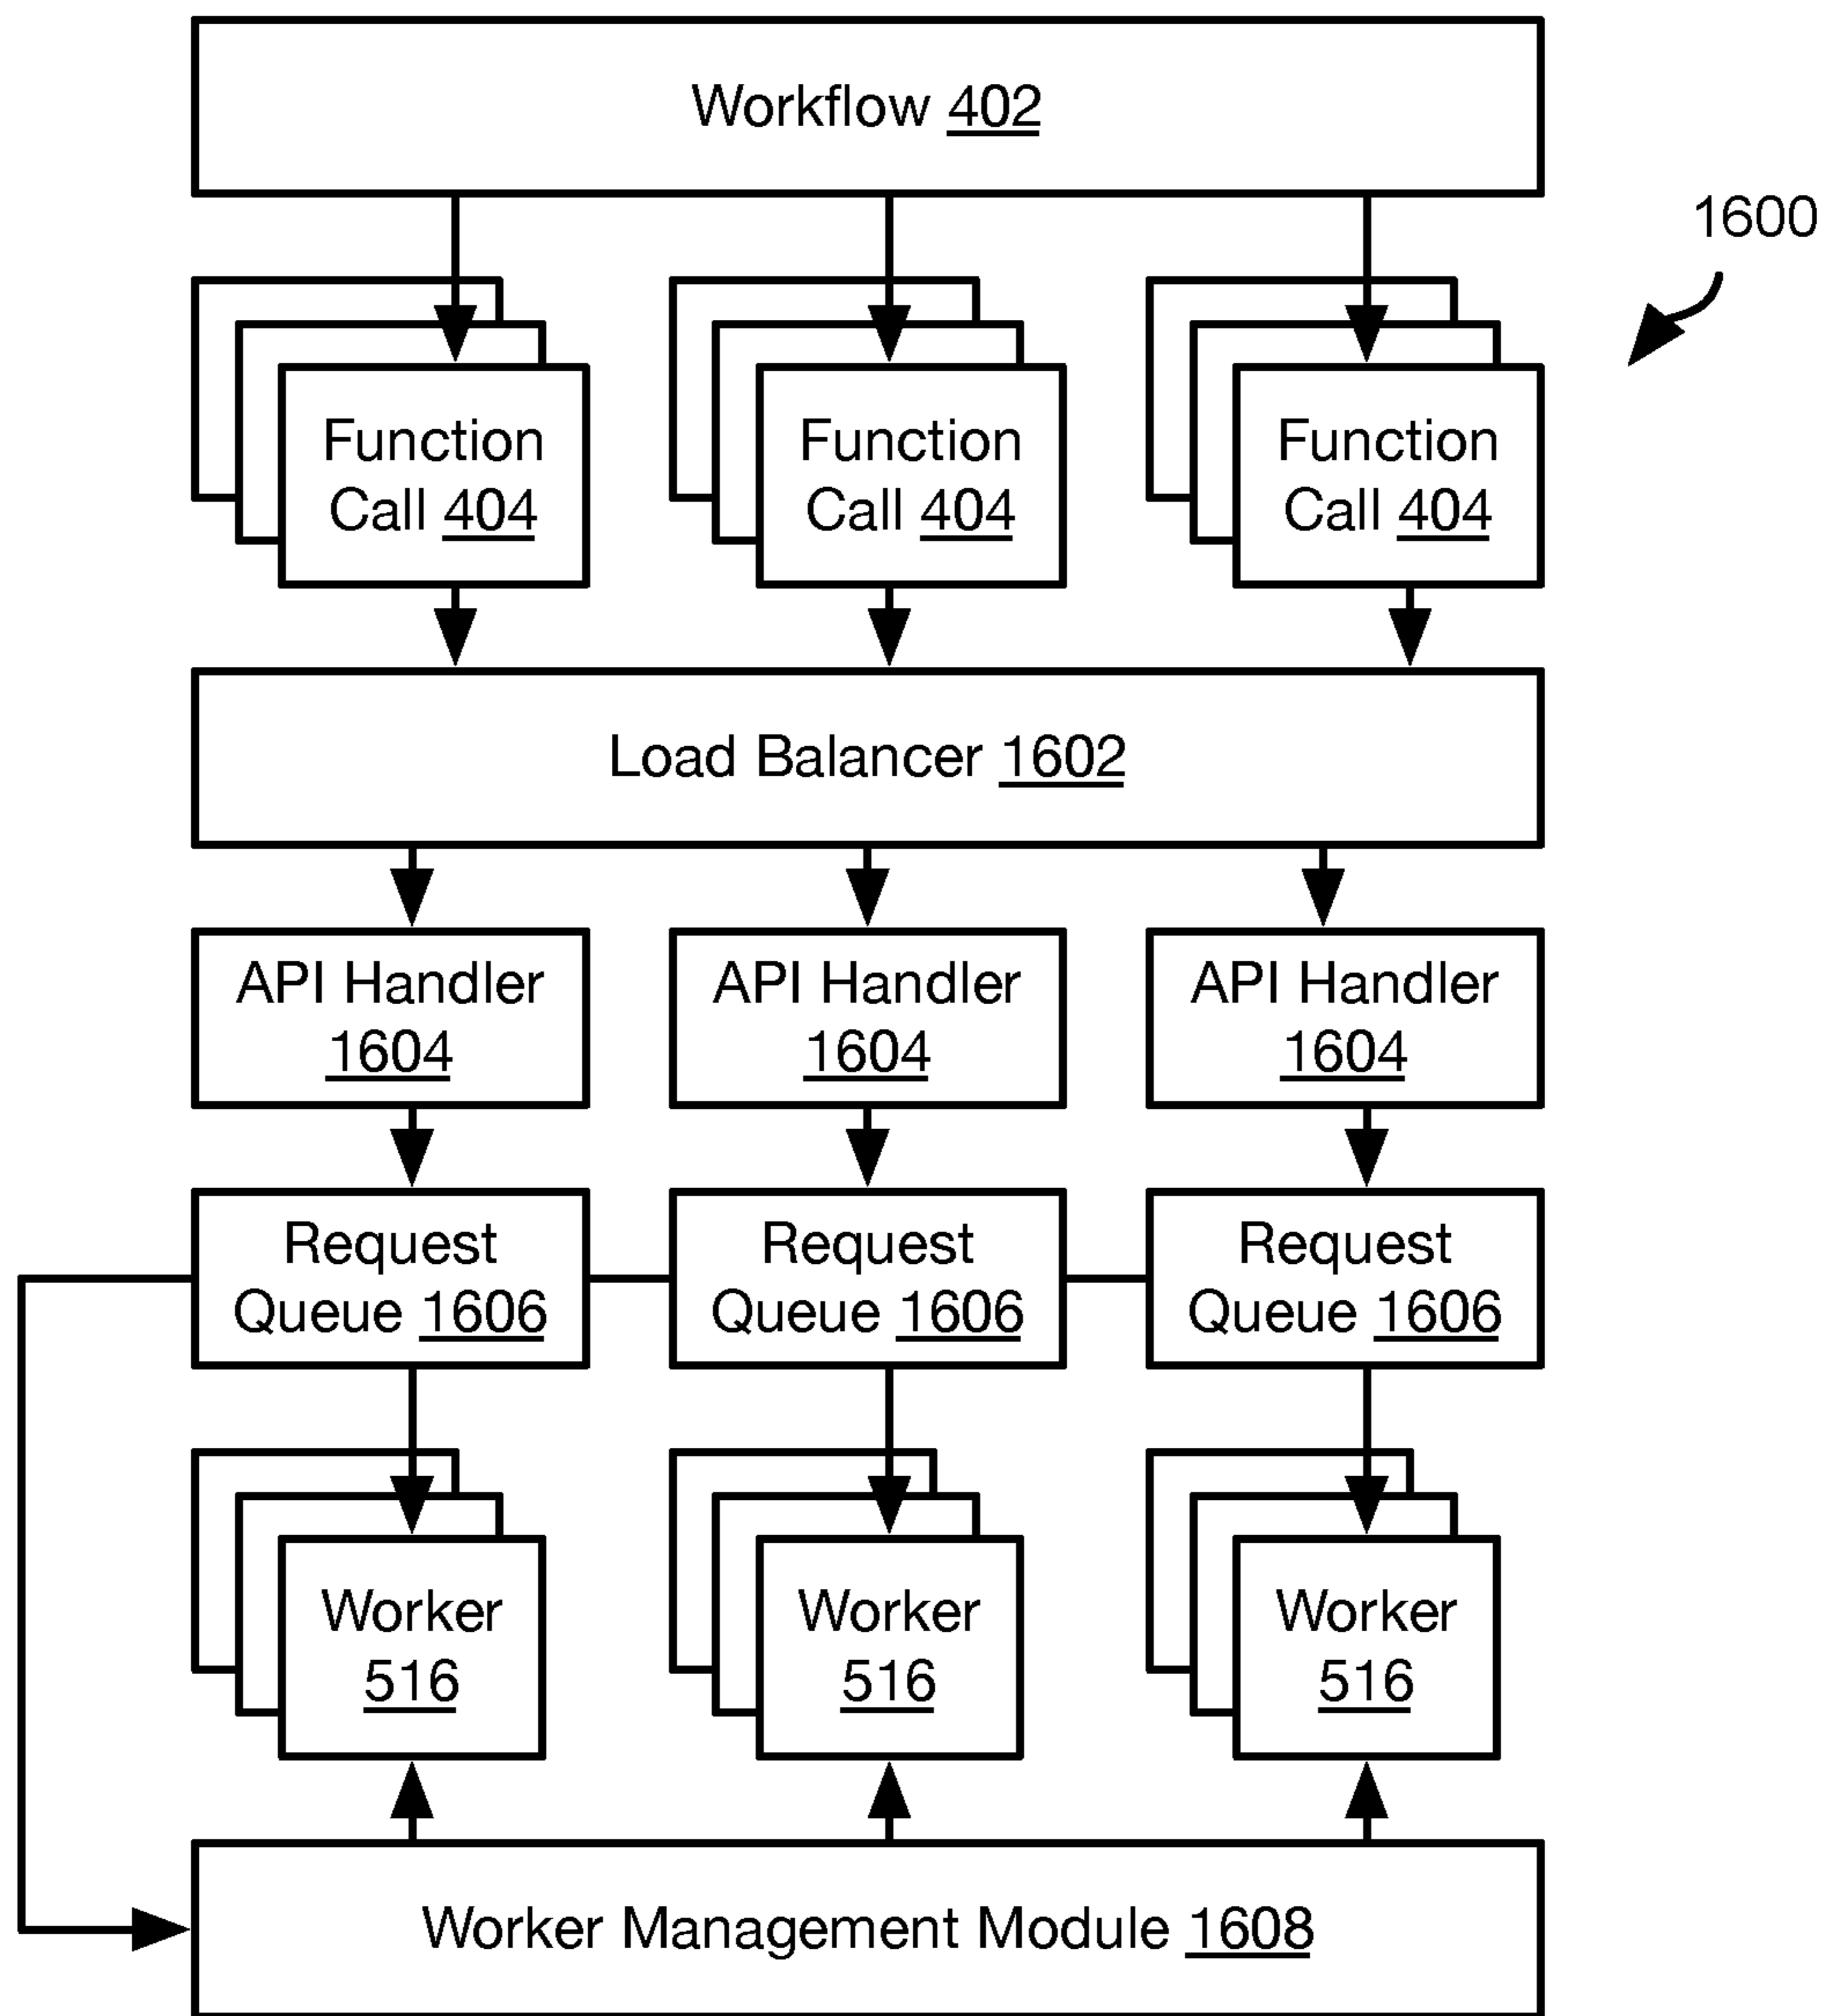 Workflow 402
1600
Function
Call 404
Function
Call 404
Function
Call 404
Load Balancer 1602
API Handler
1604
API Handler
1604
API Handler
1604
Request
Queue 1606
Request
Queue 1606
Request
Queue 1606
Worker
516
Worker
516
Worker
516
Worker Management Module 1608